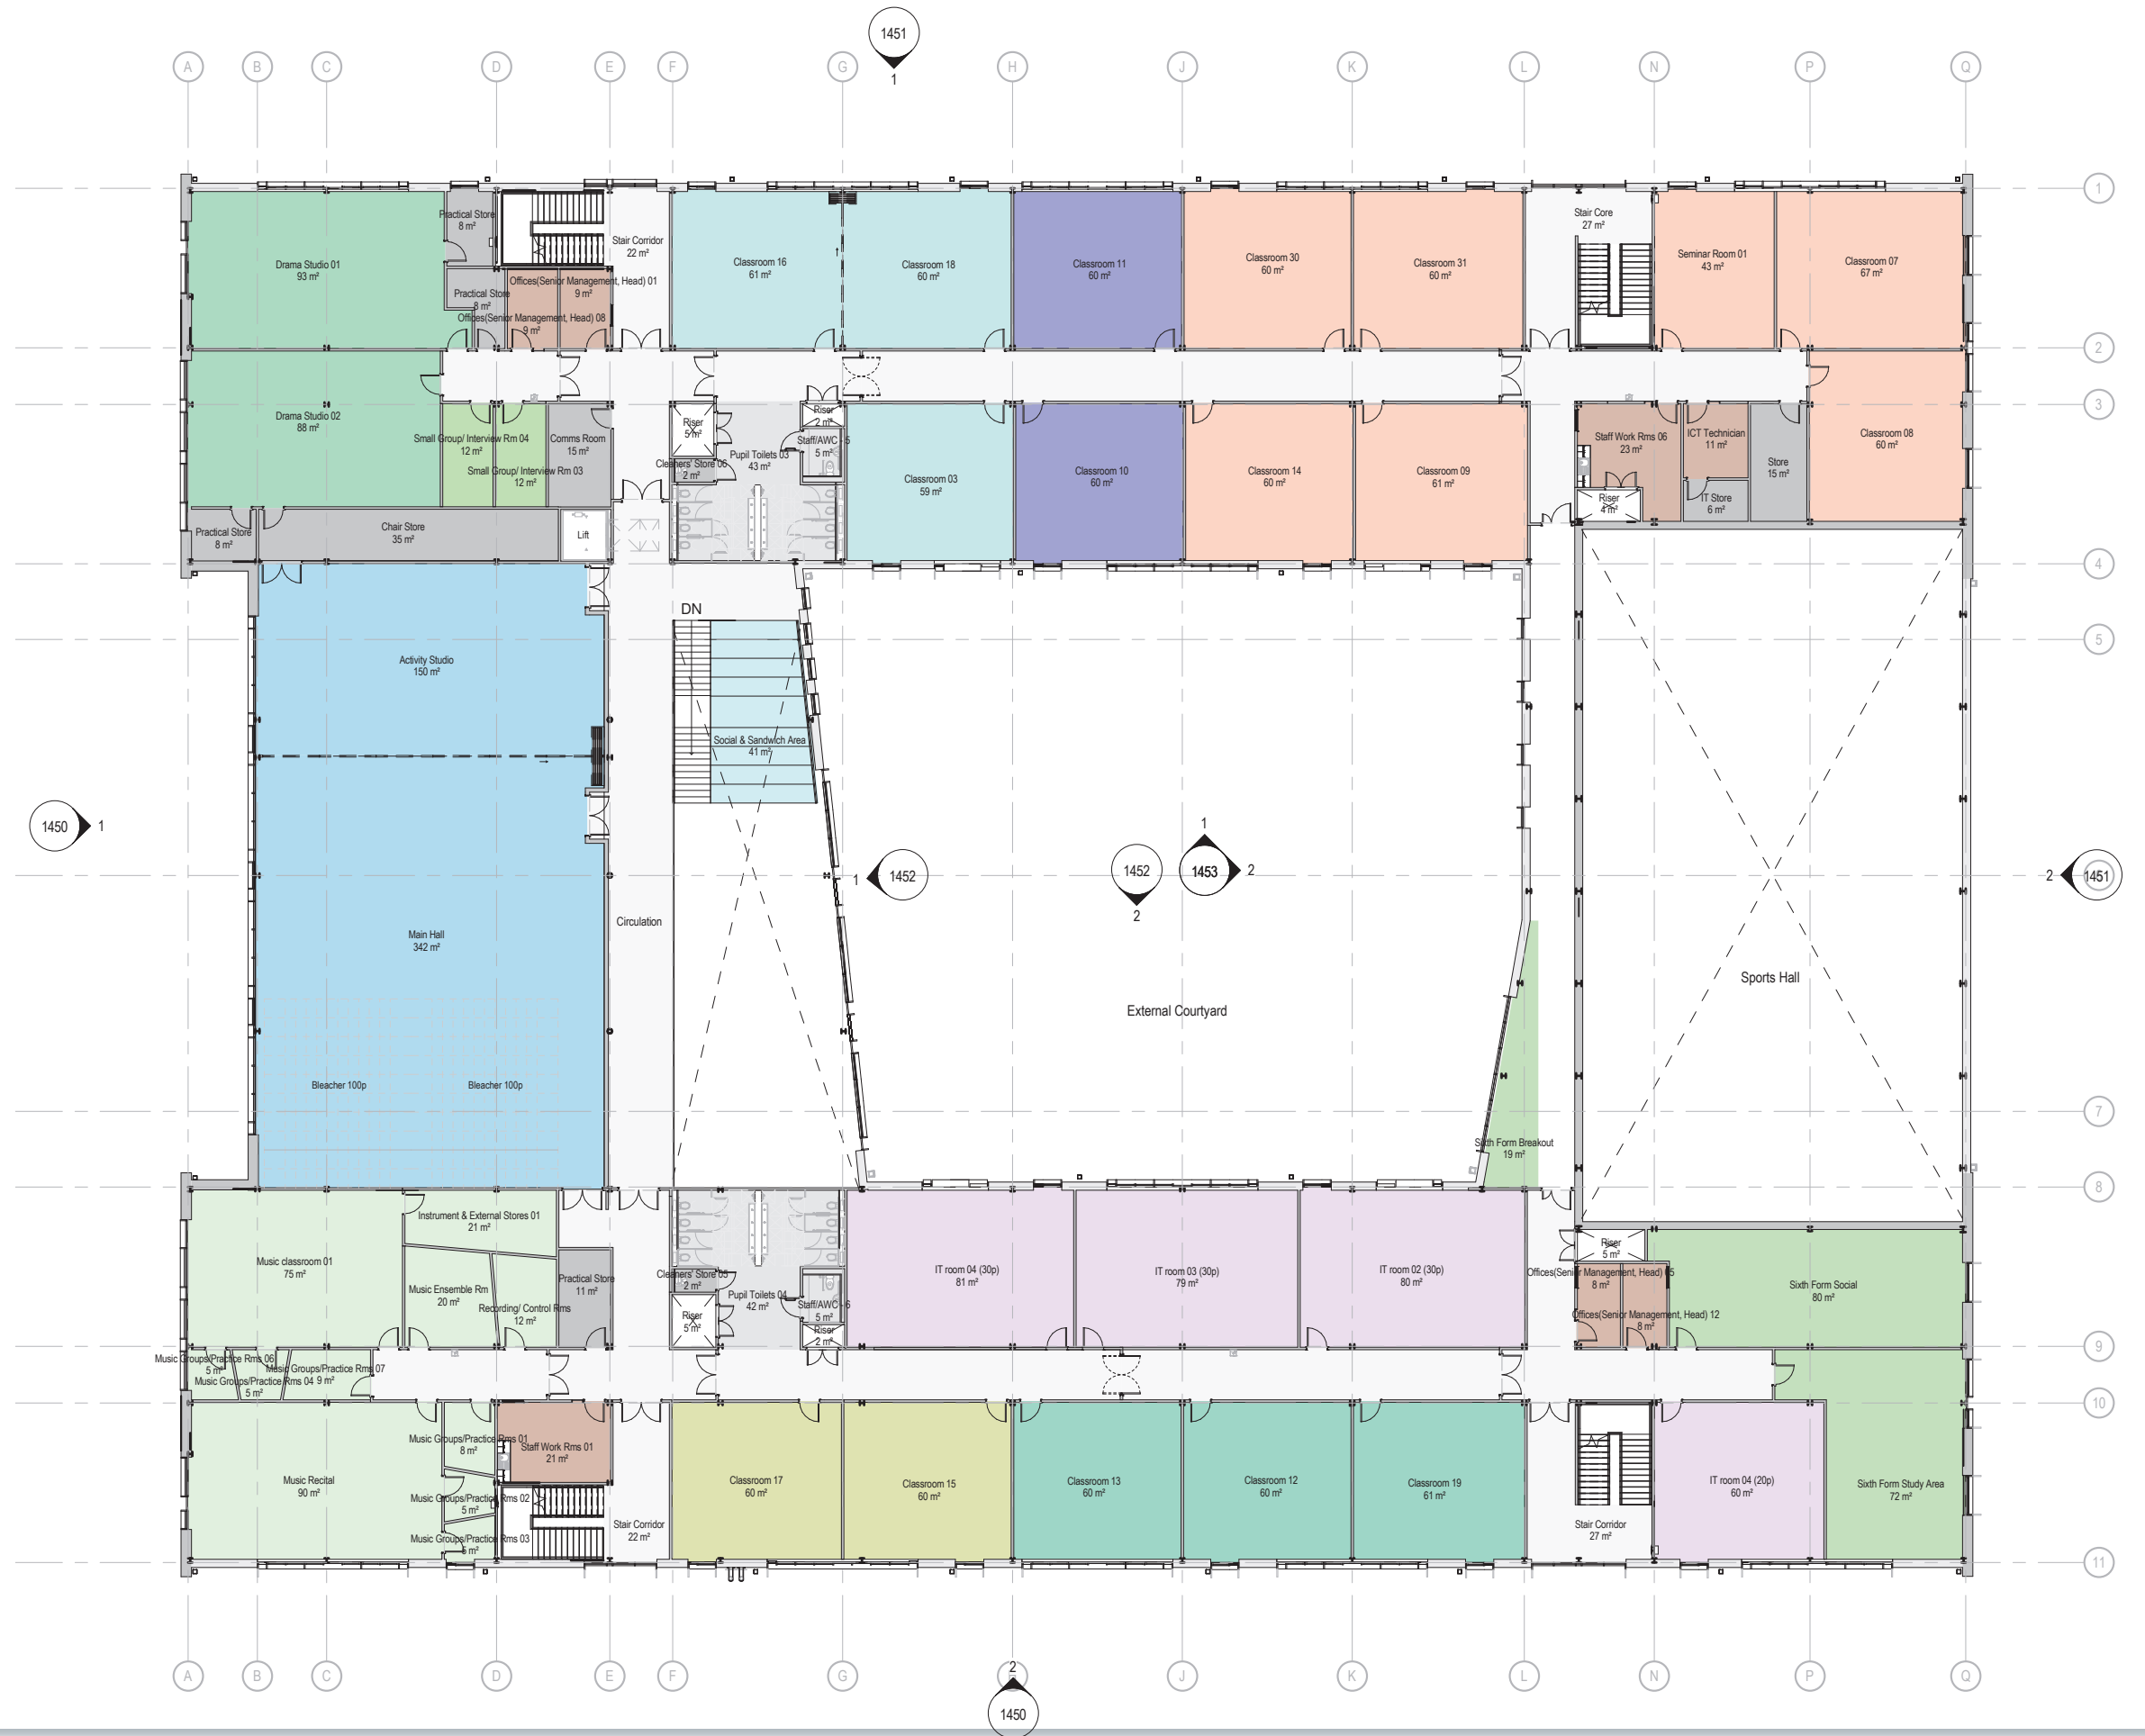 1451
1
A B C D E F G H J K L N P Q
1
Practical Store
8 m²
Stair Core
27 m²
Stair Corridor
22 m²
Drama Studio 01
93 m²
Classroom 16
61 m²
Classroom 18
60 m²
Classroom 11
60 m²
Classroom 30
60 m²
Classroom 31
60 m²
Seminar Room 01
43 m²
Classroom 07
67 m²
Offices(Senior Management, Head) 01
9 m²
Practical Store
8 m²
Offices(Senior Management, Head) 08
9 m²
2
3
Drama Studio 02
88 m²
Small Group/ Interview Rm 04
12 m²
Small Group/ Interview Rm 03
12 m²
Comms Room
15 m²
Riser
5 m²
Riser
2 m²
Staff/AWC - 5
5 m²
Pupil Toilets 03
43 m²
Cleaners' Store 06
2 m²
Classroom 03
59 m²
Classroom 10
60 m²
Classroom 14
60 m²
Classroom 09
61 m²
Staff Work Rms 06
23 m²
ICT Technician
11 m²
Store
15 m²
Classroom 08
60 m²
Riser
4 m²
IT Store
6 m²
Practical Store
8 m²
Chair Store
35 m²
Lift
4
DN
5
Activity Studio
150 m²
Social & Sandwich Area
41 m²
1450
1
1
1452
1452
2
1453
1
2
2
1451
Circulation
Main Hall
342 m²
Sports Hall
External Courtyard
Bleacher 100p
Bleacher 100p
7
Sixth Form Breakout
19 m²
8
Instrument & External Stores 01
21 m²
Music classroom 01
75 m²
Music Ensemble Rm
20 m²
Recording/ Control Rms
12 m²
Practical Store
11 m²
Cleaners' Store 05
2 m²
Riser
5 m²
Pupil Toilets 04
42 m²
Staff/AWC - 6
5 m²
Riser
2 m²
IT room 04 (30p)
81 m²
IT room 03 (30p)
79 m²
IT room 02 (30p)
80 m²
Riser
5 m²
Offices(Senior Management, Head) 15
8 m²
Offices(Senior Management, Head) 12
8 m²
Sixth Form Social
80 m²
9
Music Groups/Practice Rms 06
5 m²
Music Groups/Practice Rms 04
5 m²
Music Groups/Practice Rms 07
9 m²
10
Music Recital
90 m²
Music Groups/Practice Rms 01
8 m²
Staff Work Rms 01
21 m²
Music Groups/Practice Rms 02
5 m²
Music Groups/Practice Rms 03
5 m²
Stair Corridor
22 m²
Classroom 17
60 m²
Classroom 15
60 m²
Classroom 13
60 m²
Classroom 12
60 m²
Classroom 19
61 m²
Stair Corridor
27 m²
IT room 04 (20p)
60 m²
Sixth Form Study Area
72 m²
11
A B C D E F G J K L N P Q
2
1450